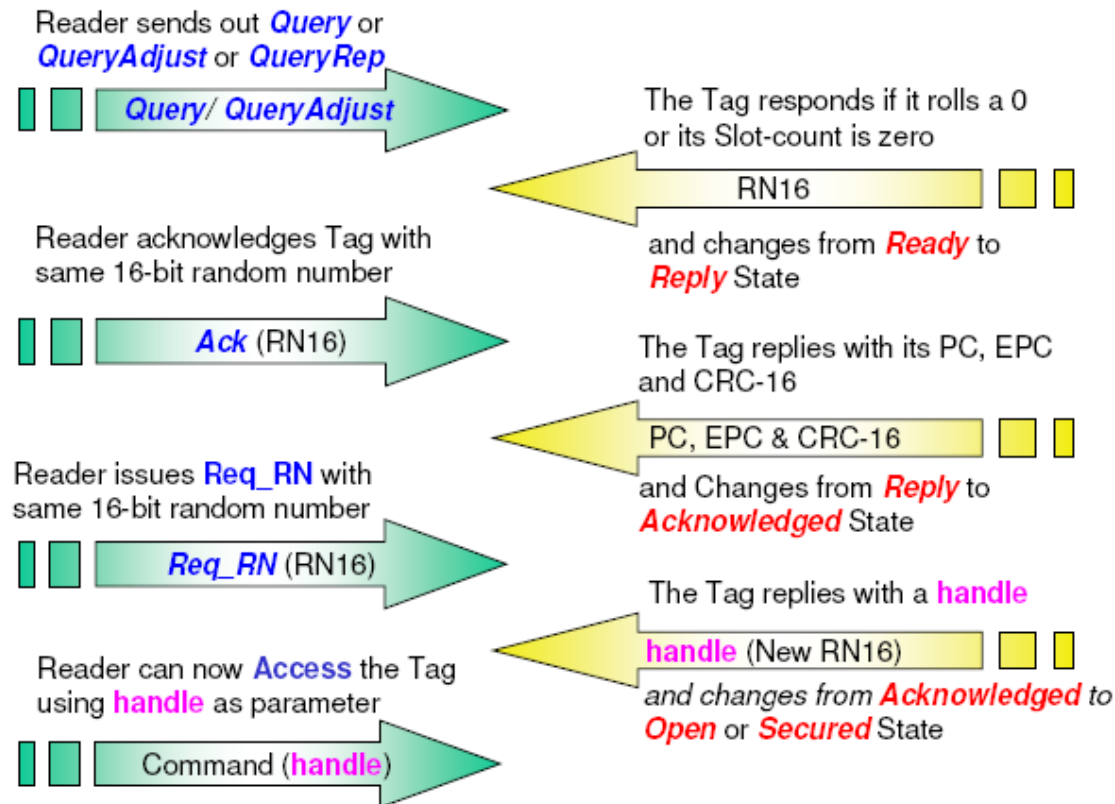 Reader sends out Query or
QueryAdjust or QueryRep
Query/ QueryAdjust
The Tag responds if it rolls a 0
or its Slot-count is zero
RN16
and changes from Ready to
Reply State
Reader acknowledges Tag with
same 16-bit random number
Ack (RN16)
The Tag replies with its PC, EPC
and CRC-16
PC, EPC & CRC-16
and Changes from Reply to
Acknowledged State
Reader issues Req_RN with
same 16-bit random number
Req_RN (RN16)
The Tag replies with a handle
handle (New RN16)
and changes from Acknowledged to
Open or Secured State
Reader can now Access the Tag
using handle as parameter
Command (handle)